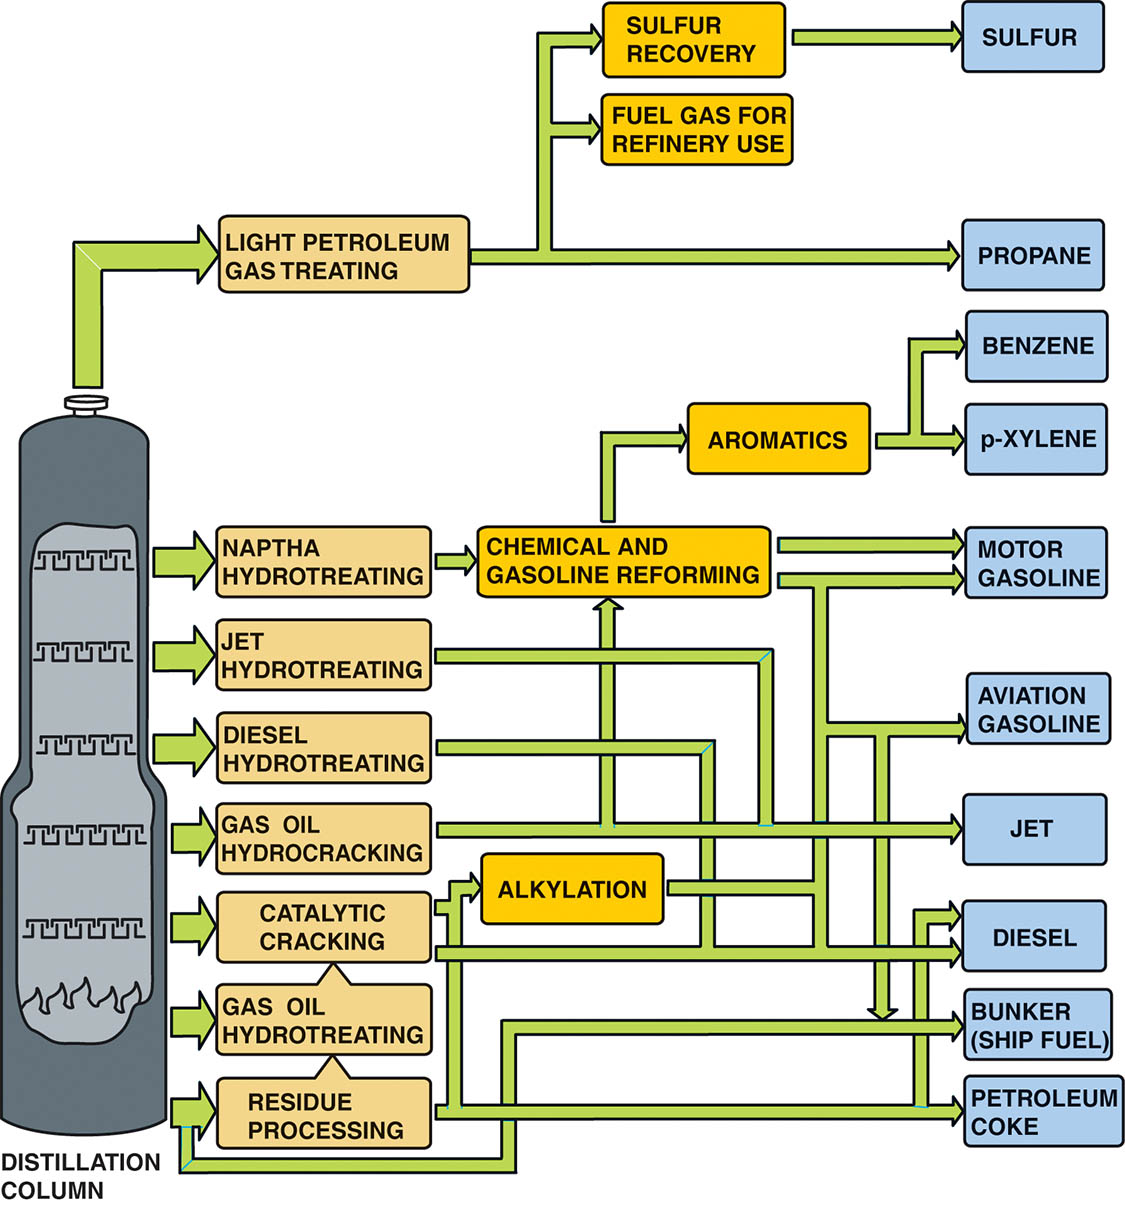 SULFUR
RECOVERY
SULFUR
FUEL GAS FOR
REFINERY USE
LIGHT PETROLEUM
GAS TREATING
PROPANE
BENZENE
AROMATICS
p-XYLENE
NAPTHA
HYDROTREATING
CHEMICAL AND
GASOLINE REFORMING
MOTOR
GASOLINE
JET
HYDROTREATING
AVIATION
GASOLINE
DIESEL
HYDROTREATING
GAS OIL
HYDROCRACKING
JET
ALKYLATION
CATALYTIC
CRACKING
DIESEL
GAS OIL
HYDROTREATING
BUNKER
(SHIP FUEL)
RESIDUE
PROCESSING
PETROLEUM
COKE
DISTILLATION
COLUMN